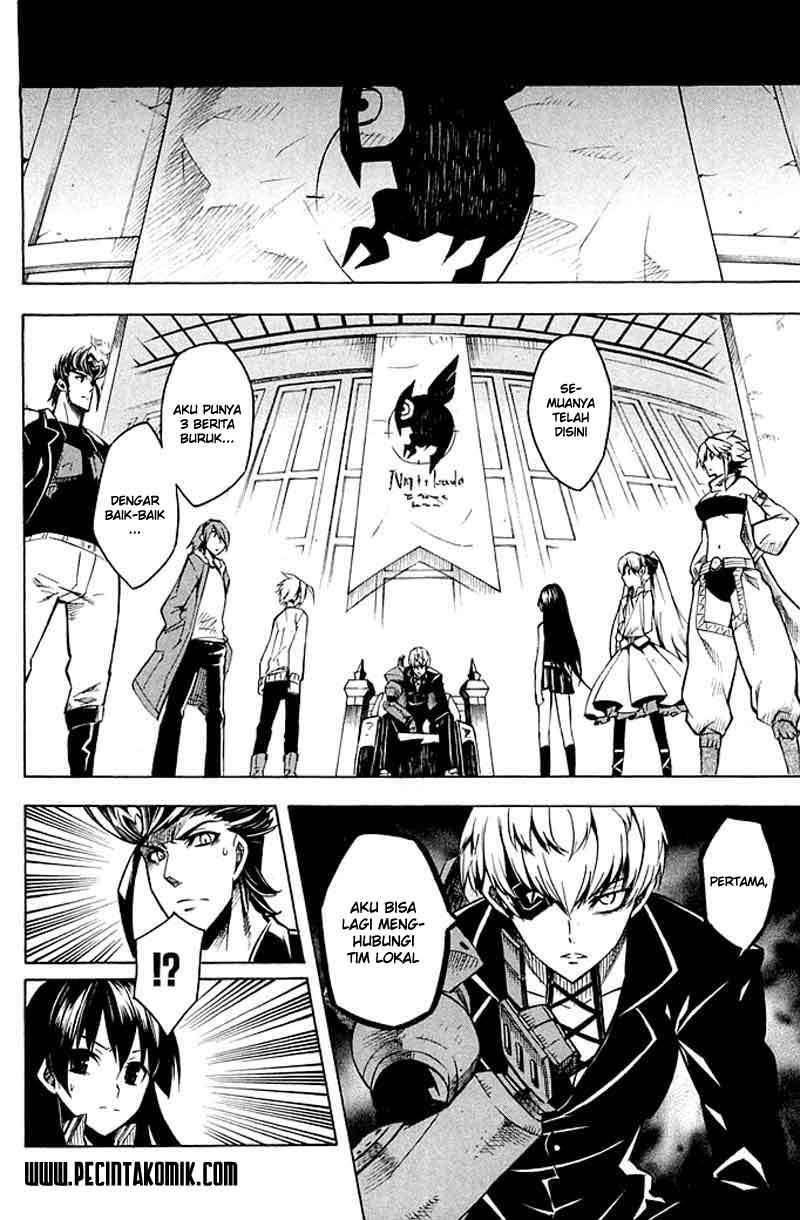 SE-
MUANYA
TELAH
DISINI
AKU PUNYA
3 BERITA
BURUK...
DENGAR
BAIK-BAIK
...
PERTAMA,
AKU BISA
LAGI MENG-
HUBUNGI
TIM LOKAL
!?
WWW.PECINTAKOMIK.COM